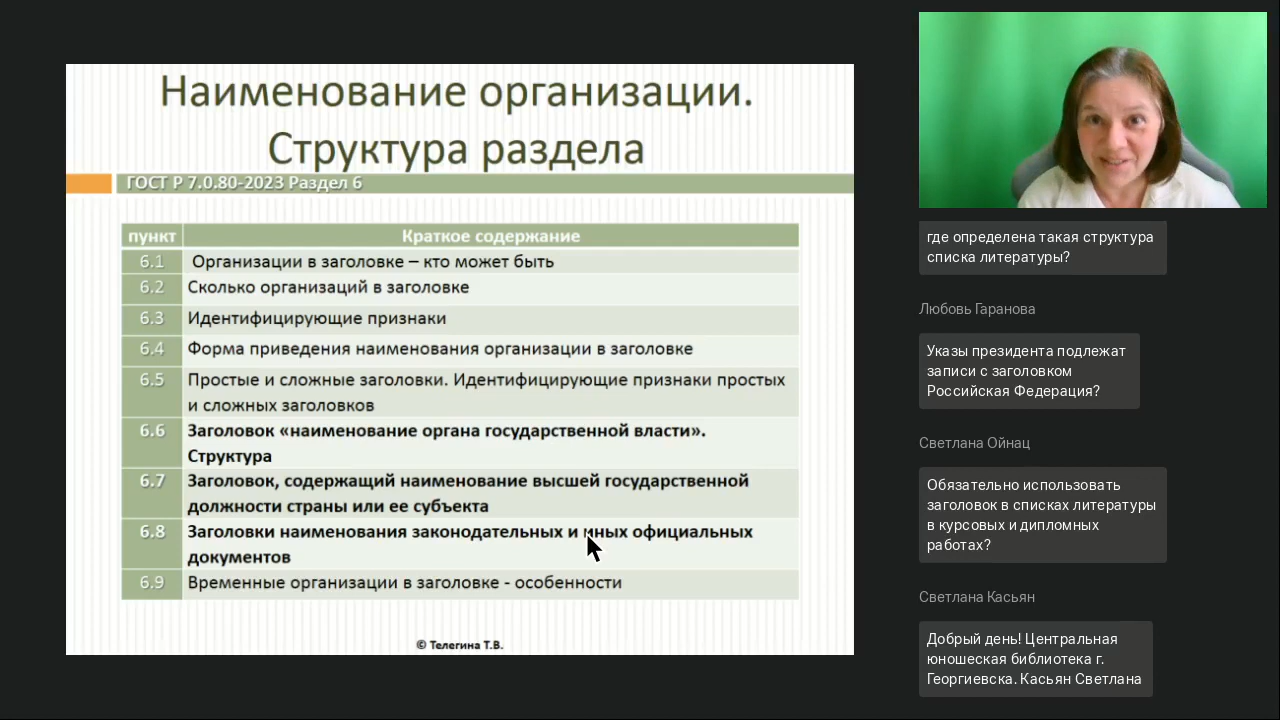 Наименование организации.
Структура раздела
ГОСТ Р 7.0.80-2023 Раздел 6
пункт Краткое содержание
6.1 Организации в заголовке – кто может быть
6.2 Сколько организаций в заголовке
6.3 Идентифицирующие признаки
6.4 Форма приведения наименования организации в заголовке
6.5 Простые и сложные заголовки. Идентифицирующие признаки простых
и сложных заголовков
6.6 Заголовок «наименование органа государственной власти».
Структура
6.7 Заголовок, содержащий наименование высшей государственной
должности страны или ее субъекта
6.8 Заголовки наименования законодательных и иных официальных
документов
6.9 Временные организации в заголовке - особенности
© Телегина Т.В.
где определена такая структура
списка литературы?
Любовь Гаранова
Указы президента подлежат
записи с заголовком
Российская Федерация?
Светлана Ойнац
Обязательно использовать
заголовок в списках литературы
в курсовых и дипломных
работах?
Светлана Касьян
Добрый день! Центральная
юношеская библиотека г.
Георгиевска. Касьян Светлана